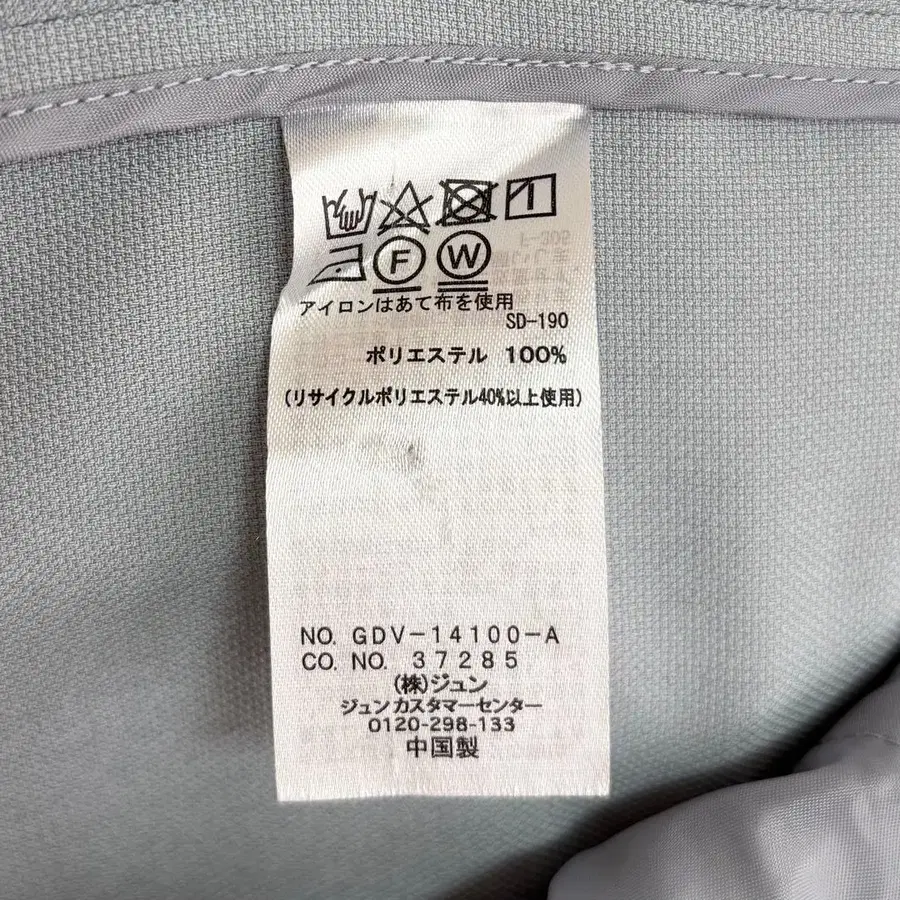 F
W
アイロンはあて布を使用
SD-190
ポリエステル 100%
(リサイクルポリエステル40%以上使用)
NO. GDV-14100-A
CO. NO. 37285
(株)ジュン
ジュンカスタマーセンター
0120-298-133
中国製